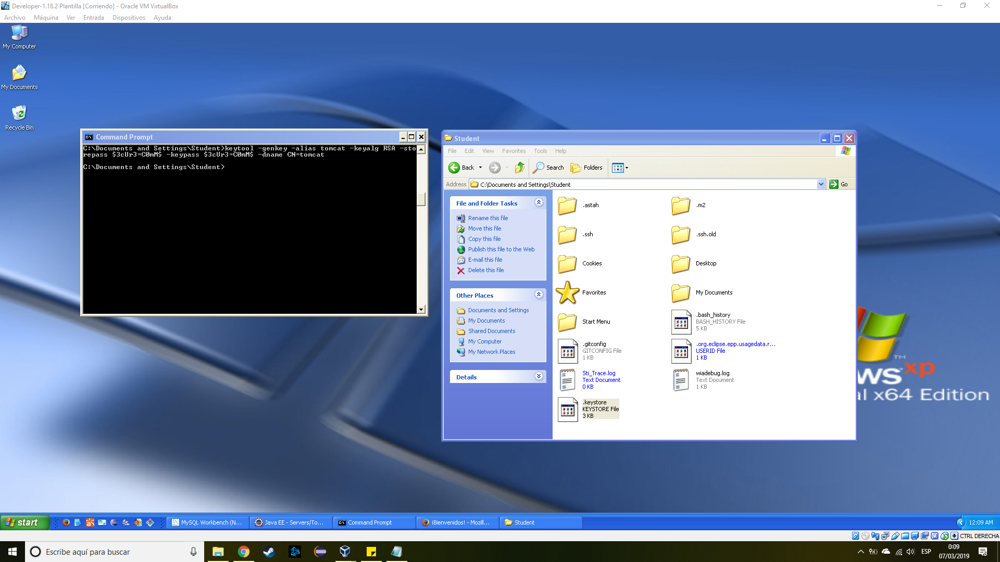 Developer-1.18.2 Plantilla [Corriendo] - Oracle VM VirtualBox
Archivo Máquina Ver Entrada Dispositivos Ayuda
My Computer
My Documents
Recycle Bin
Command Prompt
C:\Documents and Settings\Student>keytool -genkey -alias tomcat -keyalg RSA -sto
repass $3cUr3=C0mM$ -keypass $3cUr3=C0mM$ -dname CN=tomcat
C:\Documents and Settings\Student>
Student
File Edit View Favorites Tools Help
Back Search Folders
Address C:\Documents and Settings\Student Go
File and Folder Tasks
Rename this file
Move this file
Copy this file
Publish this file to the Web
E-mail this file
Delete this file
Other Places
Documents and Settings
My Documents
Shared Documents
My Computer
My Network Places
Details
.astah
.m2
.ssh
.ssh.old
Cookies
Desktop
Favorites
My Documents
Start Menu
.bash_history
BASH_HISTORY File
5 KB
.gitconfig
GITCONFIG File
1 KB
.org.eclipse.epp.usagedata.r...
USERID File
1 KB
Sti_Trace.log
Text Document
0 KB
wiadebug.log
Text Document
1 KB
.keystore
KEYSTORE File
3 KB
ws xp
TM
al x64 Edition
start
MySQL Workbench (N...
Java EE - Servers/To...
Command Prompt
¡Bienvenidos! - Mozill...
Student
12:09 AM
CTRL DERECHA
Escribe aquí para buscar
ESP
0:09
07/03/2019